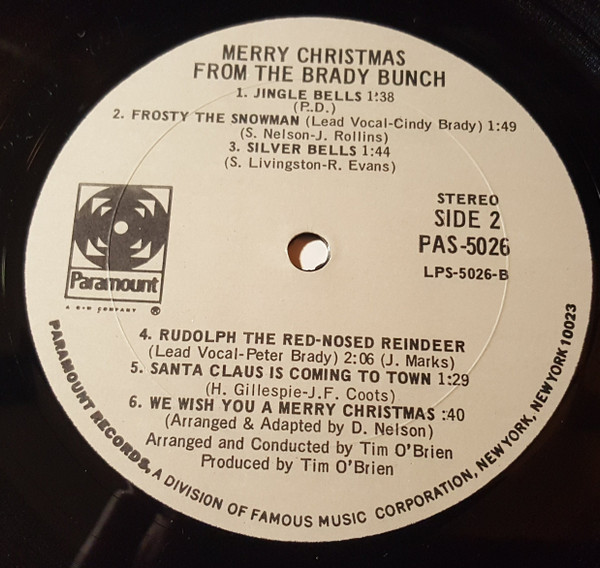 MERRY CHRISTMAS
FROM THE BRADY BUNCH
1. JINGLE BELLS 1:38
(P.D.)
2. FROSTY THE SNOWMAN (Lead Vocal-Cindy Brady) 1:49
(S. Nelson-J. Rollins)
3. SILVER BELLS 1:44
(S. Livingston-R. Evans)
STEREO
SIDE 2
PAS-5026
LPS-5026-B
Paramount
A G+W COMPANY ®
4. RUDOLPH THE RED-NOSED REINDEER
(Lead Vocal-Peter Brady) 2:06 (J. Marks)
5. SANTA CLAUS IS COMING TO TOWN 1:29
(H. Gillespie-J.F. Coots)
6. WE WISH YOU A MERRY CHRISTMAS :40
(Arranged & Adapted by D. Nelson)
Arranged and Conducted by Tim O'Brien
Produced by Tim O'Brien
PARAMOUNT RECORDS, A DIVISION OF FAMOUS MUSIC CORPORATION, NEW YORK, NEW YORK 10023